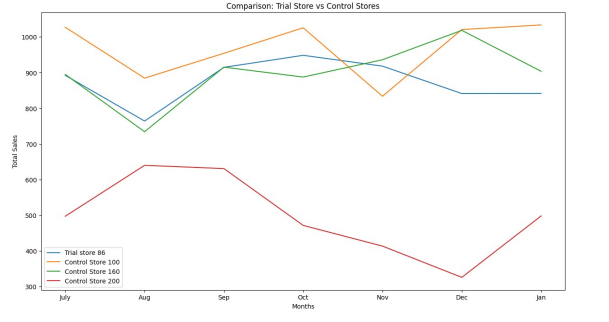 Comparison: Trial Store vs Control Stores
Total Sales
1000
900
800
700
600
500
400
300
Trial store 86
Control Store 100
Control Store 160
Control Store 200
July Aug Sep Oct Nov Dec Jan
Months